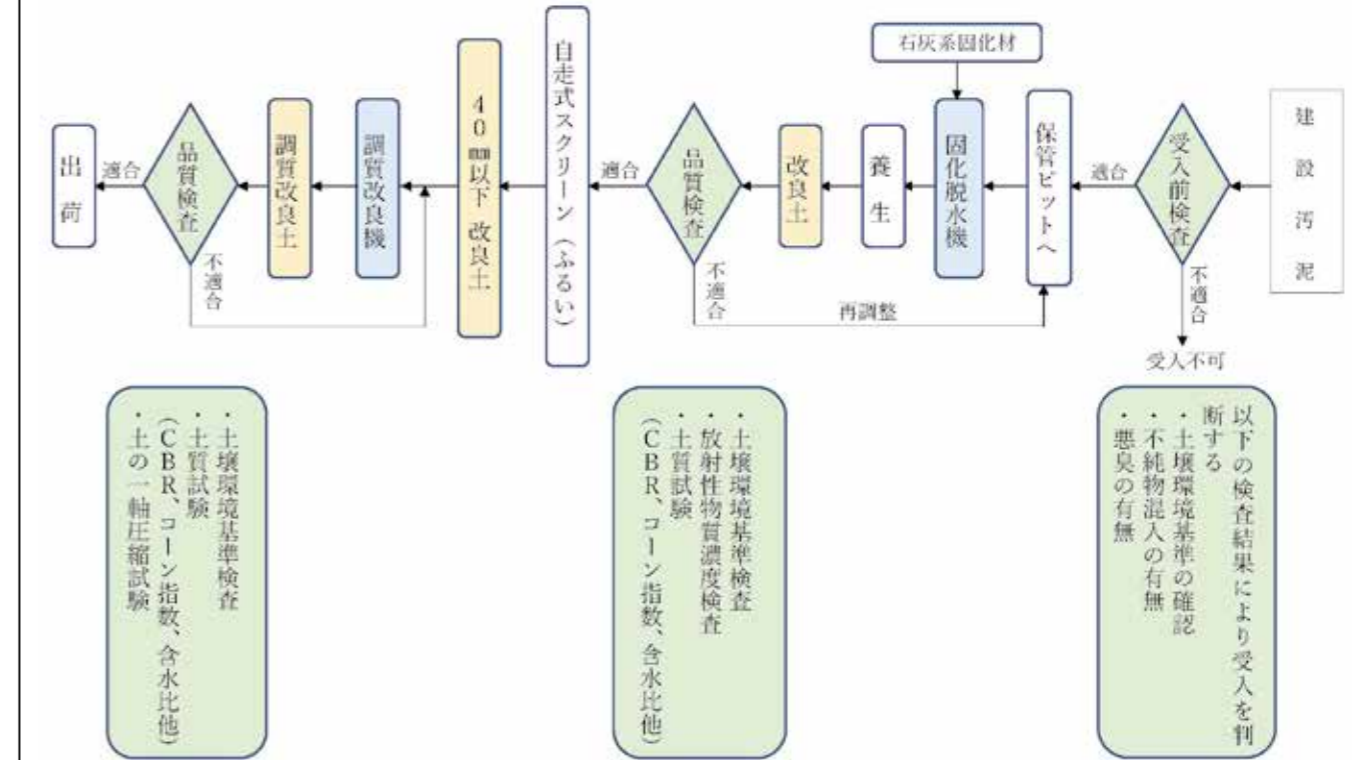 建設汚泥
受入前検査
適合
不適合
受入不可
保管ピットへ
石灰系固化材
固化脱水機
養生
改良土
品質検査
適合
不適合
再調整
自走式スクリーン（ふるい）
40㎜以下 改良土
調質改良機
調質改良土
品質検査
適合
不適合
出荷
以下の検査結果により受入を判
断する
・土壌環境基準の確認
・不純物混入の有無
・悪臭の有無
・土壌環境基準検査
・放射性物質濃度検査
・土質試験
（CBR、コーン指数、含水比他）
・土壌環境基準検査
・土質試験
（CBR、コーン指数、含水比他）
・土の一軸圧縮試験